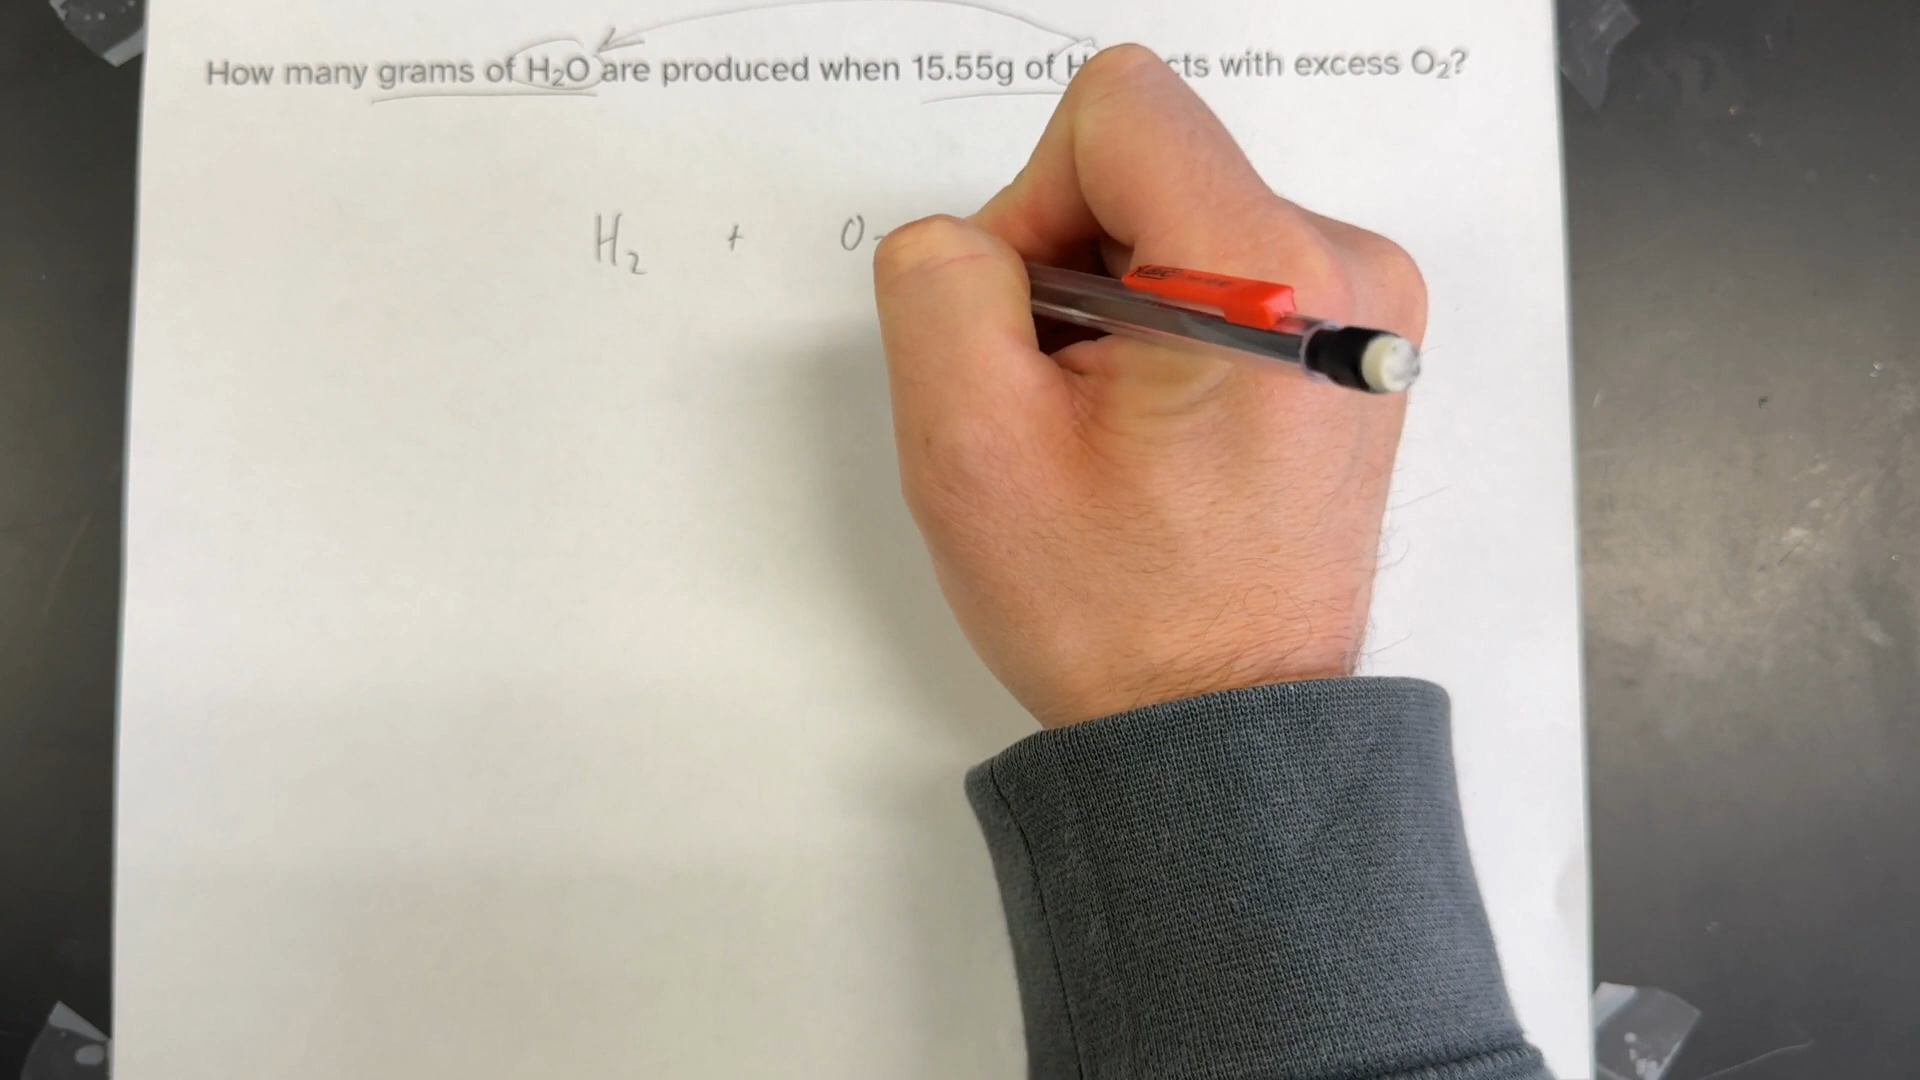 How many grams of H₂O are produced when 15.55g of H cts with excess O₂?
H₂ + O